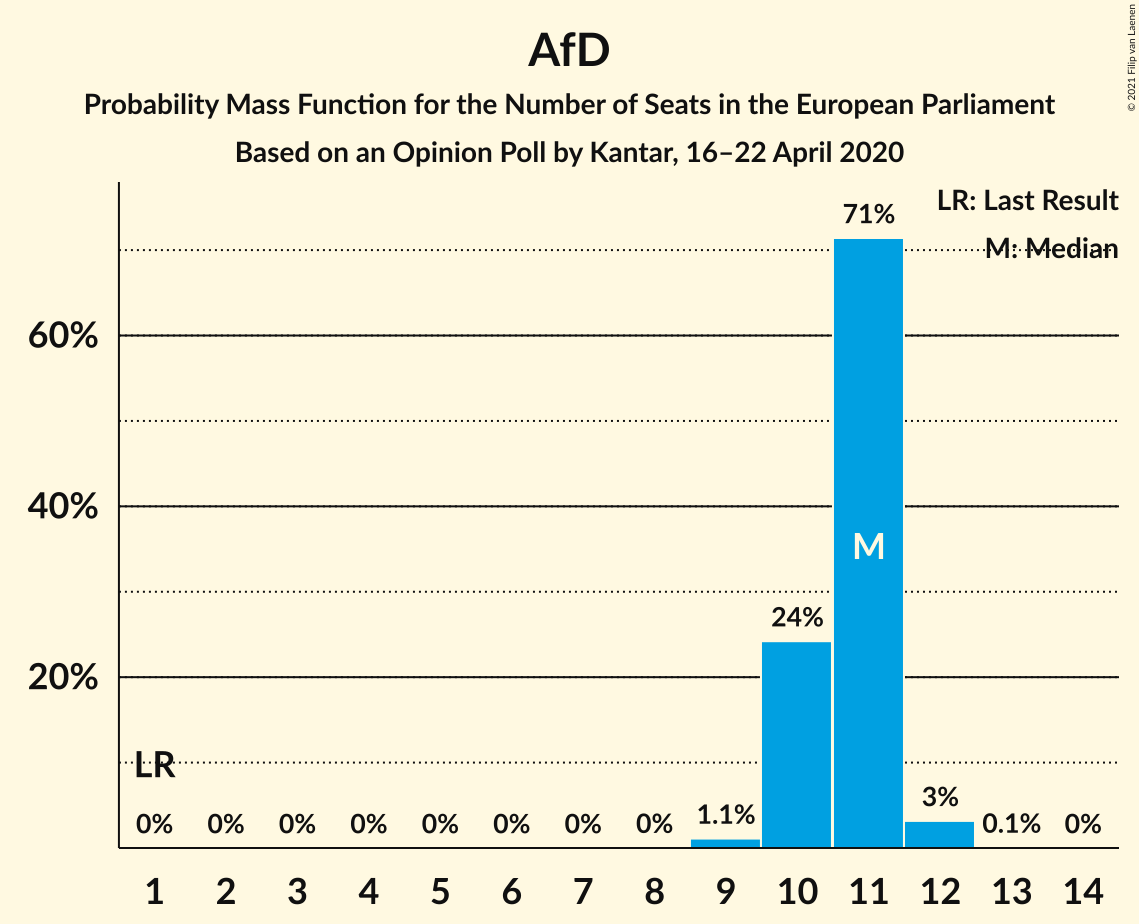 AfD
Probability Mass Function for the Number of Seats in the European Parliament
Based on an Opinion Poll by Kantar, 16–22 April 2020
© 2021 Filip van Laenen
LR: Last Result
M: Median
71%
60%
40%
M
24%
20%
LR
0% 0% 0% 0% 0% 0% 0% 0% 1.1% 3% 0.1% 0%
1 2 3 4 5 6 7 8 9 10 11 12 13 14